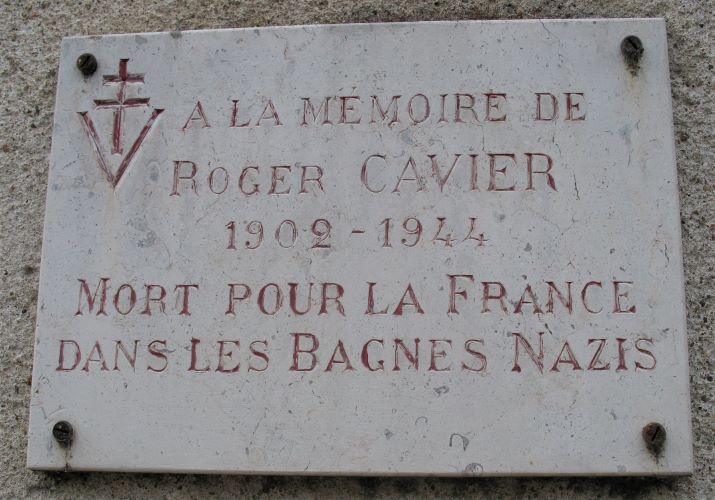 A LA MÉMOIRE DE
ROGER CAVIER
1902 - 1944
MORT POUR LA FRANCE
DANS LES BAGNES NAZIS